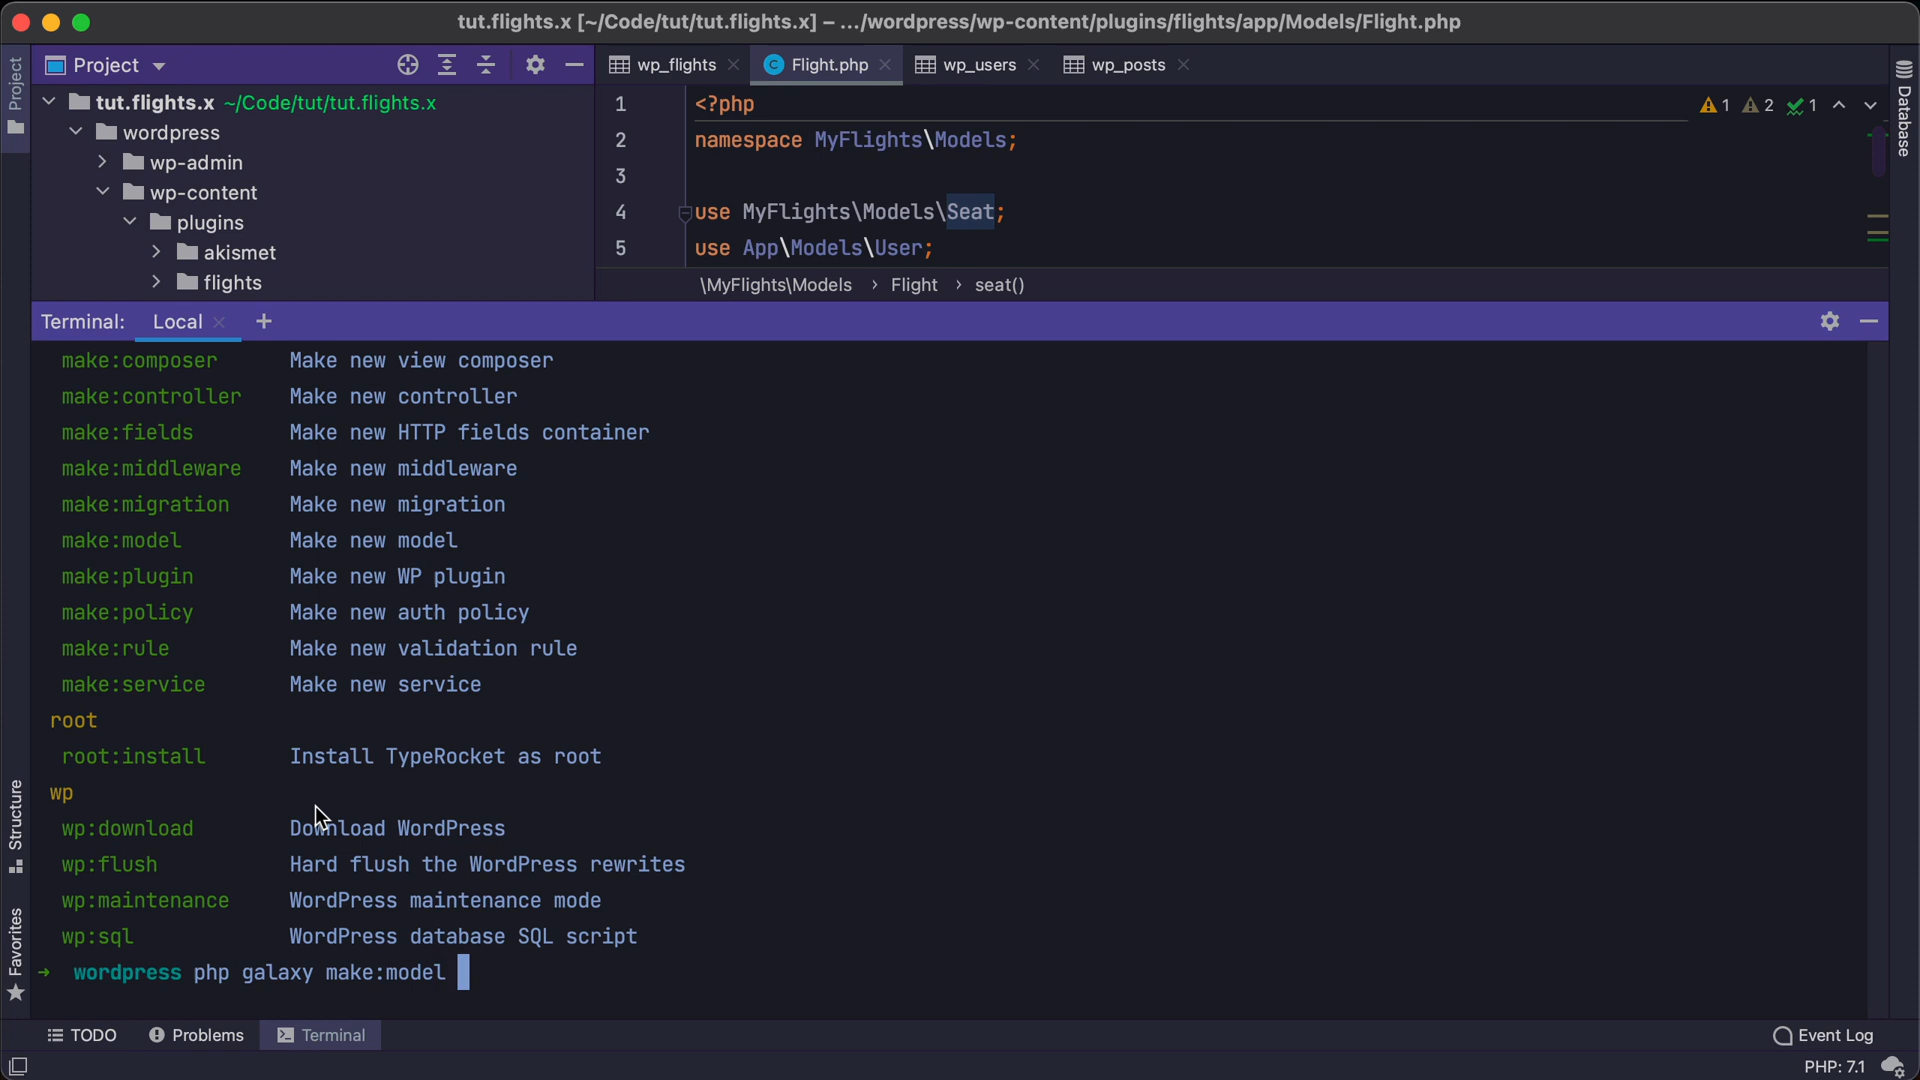 tut.flights.x [~/Code/tut/tut.flights.x] – .../wordpress/wp-content/plugins/flights/app/Models/Flight.php
Project
Project
wp_flights
Flight.php
wp_users
wp_posts
Database
tut.flights.x ~/Code/tut/tut.flights.x
wordpress
wp-admin
wp-content
plugins
akismet
flights
1 <?php
2 namespace MyFlights\Models;
3
4 use MyFlights\Models\Seat;
5 use App\Models\User;
1 2 1
\MyFlights\Models › Flight › seat()
Terminal: Local +
make:composer Make new view composer
make:controller Make new controller
make:fields Make new HTTP fields container
make:middleware Make new middleware
make:migration Make new migration
make:model Make new model
make:plugin Make new WP plugin
make:policy Make new auth policy
make:rule Make new validation rule
make:service Make new service
root
root:install Install TypeRocket as root
wp
wp:download Download WordPress
wp:flush Hard flush the WordPress rewrites
wp:maintenance WordPress maintenance mode
wp:sql WordPress database SQL script
→ wordpress php galaxy make:model
Structure
Favorites
TODO
Problems
Terminal
Event Log
PHP: 7.1